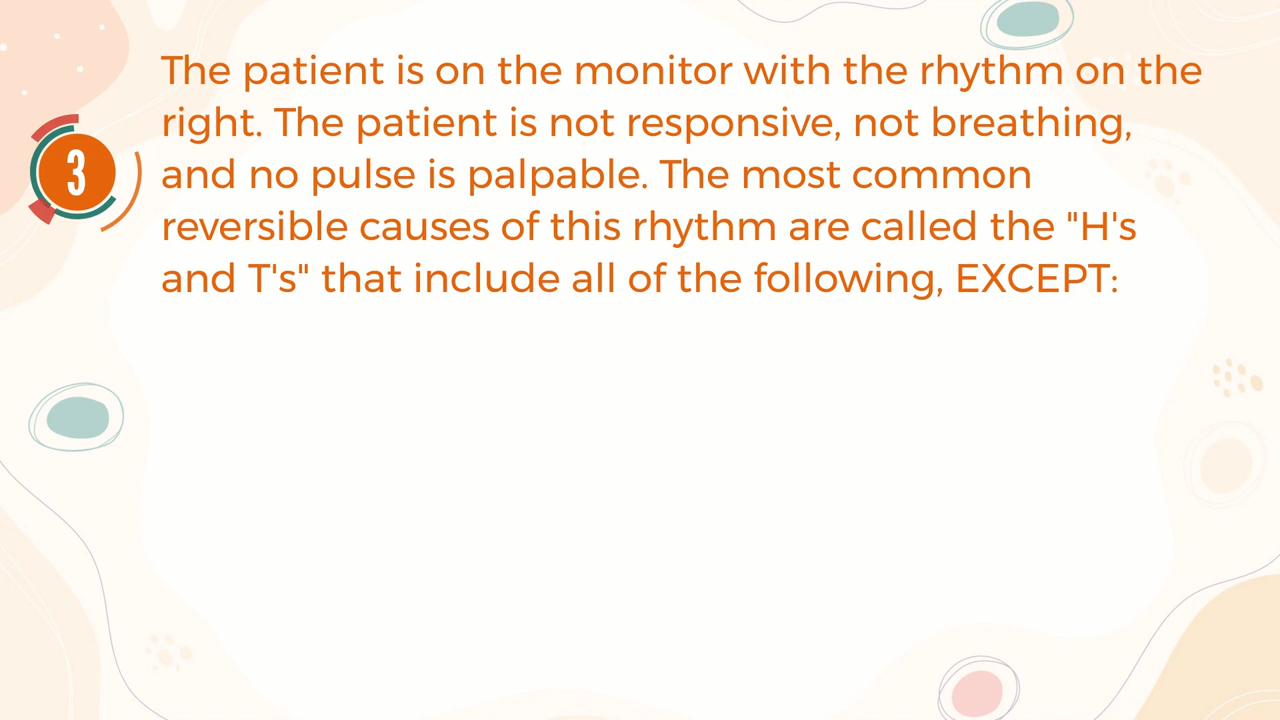 3
The patient is on the monitor with the rhythm on the
right. The patient is not responsive, not breathing,
and no pulse is palpable. The most common
reversible causes of this rhythm are called the "H's
and T's" that include all of the following, EXCEPT: